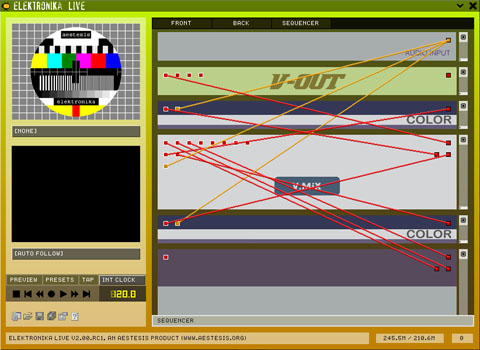 ELEKTRONIKA LIVE
FRONT BACK SEQUENCER
aestesis
elektronika
[NONE]
[AUTO FOLLOW]
PREVIEW PRESETS TAP INT CLOCK
120.0
AUDIO INPUT
V-OUT
COLOR
V.MIX
COLOR
SEQUENCER
ELEKTRONIKA LIVE V2.00.RC1, AN AESTESIS PRODUCT (WWW.AESTESIS.ORG)
245.5M / 210.6M
0